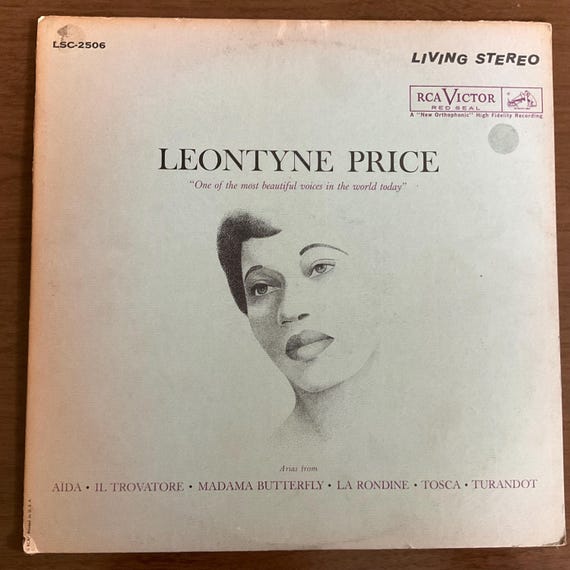 LSC-2506
LIVING STEREO
RCA VICTOR
RED SEAL
A "New Orthophonic" High Fidelity Recording
LEONTYNE PRICE
"One of the most beautiful voices in the world today"
Arias from
AÏDA • IL TROVATORE • MADAMA BUTTERFLY • LA RONDINE • TOSCA • TURANDOT